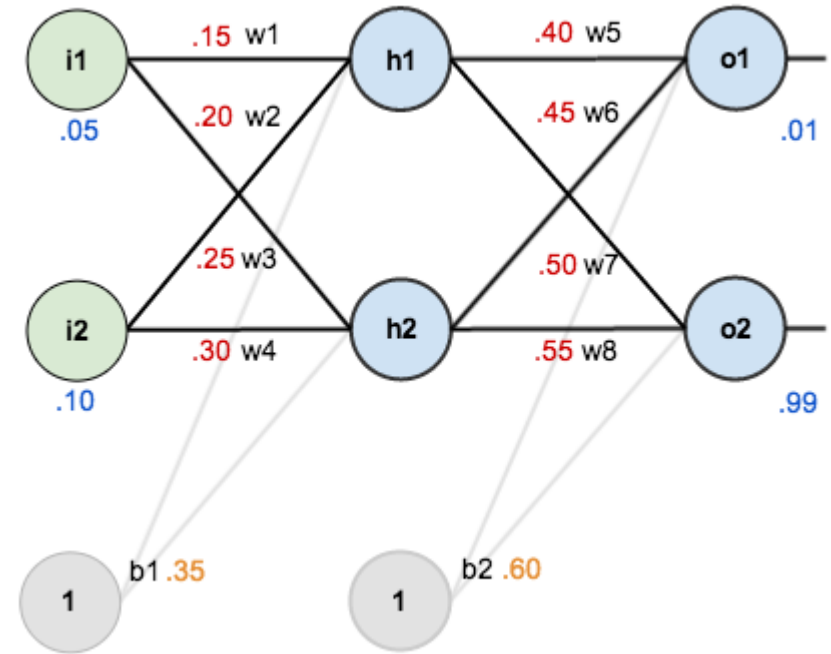 i1 .15 w1 h1 .40 w5 o1
.05 .20 w2 .45 w6 .01
.25 w3 .50 w7
i2 .30 w4 h2 .55 w8 o2
.10 .99
1 b1 .35 1 b2 .60